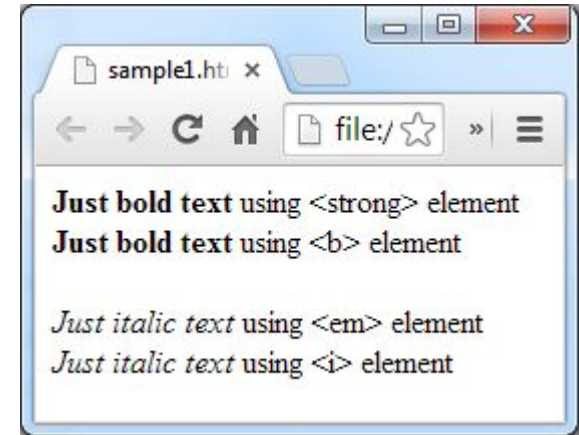 sample1.ht
file:/
Just bold text using <strong> element
Just bold text using <b> element
Just italic text using <em> element
Just italic text using <i> element